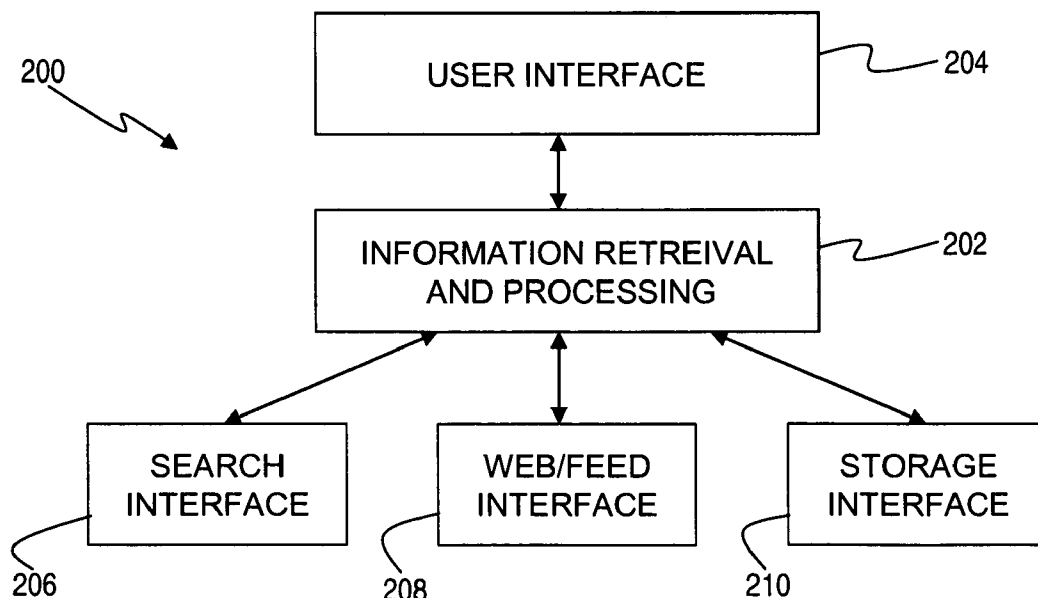 200
USER INTERFACE
204
INFORMATION RETREIVAL
AND PROCESSING
202
SEARCH
INTERFACE
WEB/FEED
INTERFACE
STORAGE
INTERFACE
206
208
210